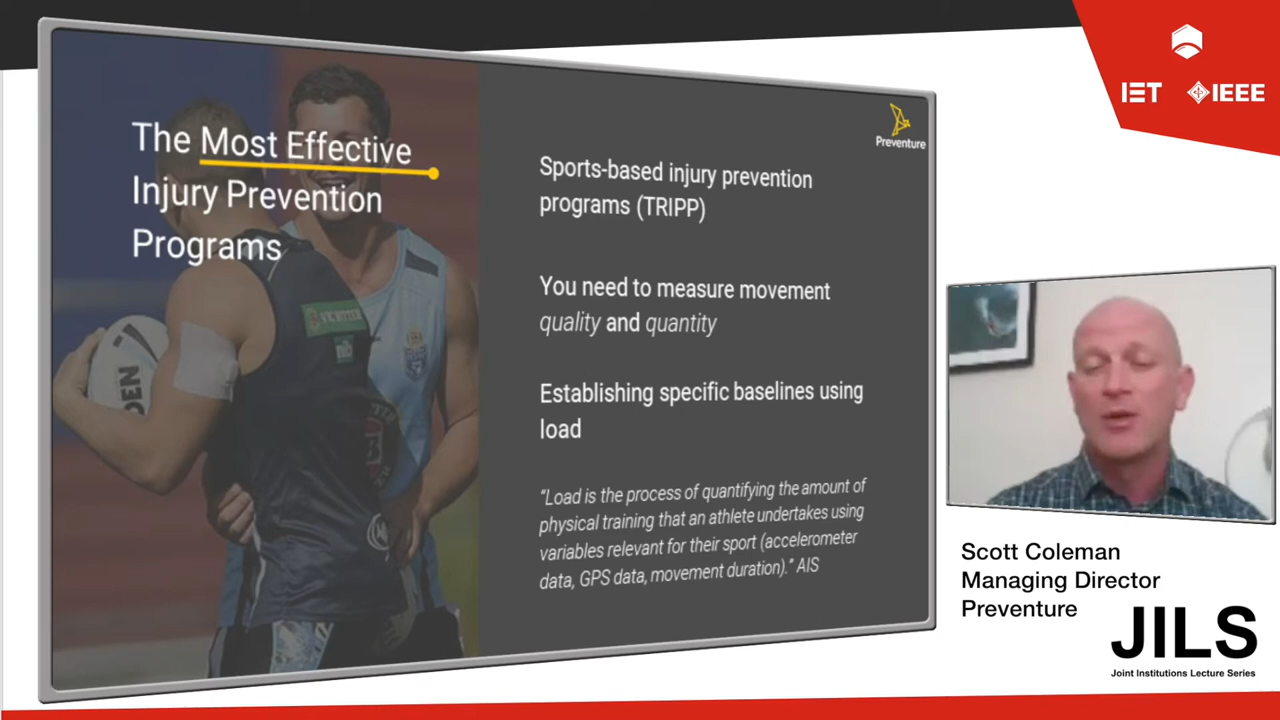 The Most Effective
Injury Prevention
Programs
Preventure
Sports-based injury prevention
programs (TRIPP)
You need to measure movement
quality and quantity
Establishing specific baselines using
load
“Load is the process of quantifying the amount of
physical training that an athlete undertakes using
variables relevant for their sport (accelerometer
data, GPS data, movement duration).” AIS
IET
IEEE
Scott Coleman
Managing Director
Preventure
JILS
Joint Institutions Lecture Series